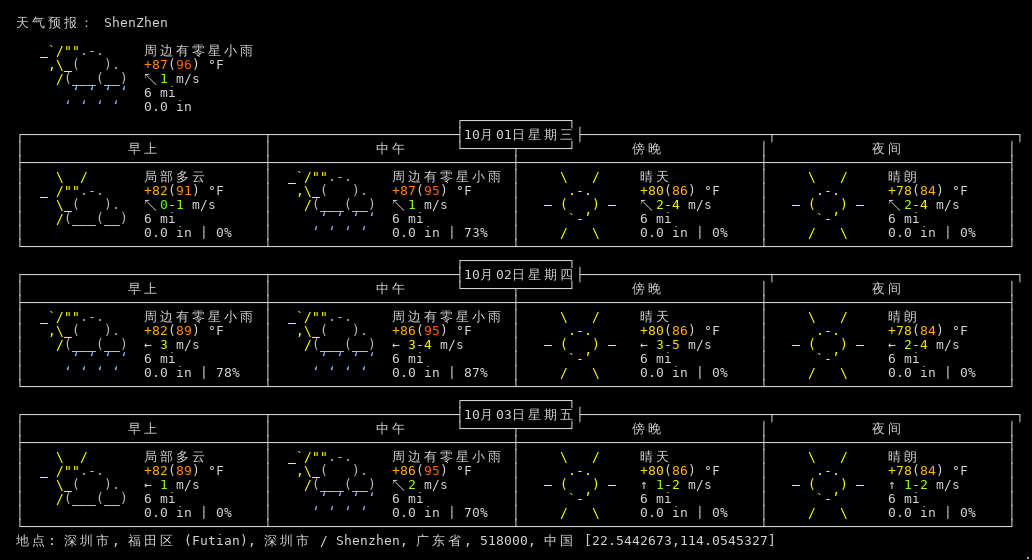 天气预报： ShenZhen
周边有零星小雨
+87(96) °F
↖ 1 m/s
6 mi
0.0 in
10月01日星期三
早上 中午 傍晚 夜间
局部多云 周边有零星小雨 晴天 晴朗
+82(91) °F +87(95) °F +80(86) °F +78(84) °F
↖ 0-1 m/s ↖ 1 m/s ↖ 2-4 m/s ↖ 2-4 m/s
6 mi 6 mi 6 mi 6 mi
0.0 in | 0% 0.0 in | 73% 0.0 in | 0% 0.0 in | 0%
10月02日星期四
早上 中午 傍晚 夜间
周边有零星小雨 周边有零星小雨 晴天 晴朗
+82(89) °F +86(95) °F +80(86) °F +78(84) °F
← 3 m/s ← 3-4 m/s ← 3-5 m/s ← 2-4 m/s
6 mi 6 mi 6 mi 6 mi
0.0 in | 78% 0.0 in | 87% 0.0 in | 0% 0.0 in | 0%
10月03日星期五
早上 中午 傍晚 夜间
局部多云 周边有零星小雨 晴天 晴朗
+82(89) °F +86(95) °F +80(86) °F +78(84) °F
← 1 m/s ↖ 2 m/s ↑ 1-2 m/s ↑ 1-2 m/s
6 mi 6 mi 6 mi 6 mi
0.0 in | 0% 0.0 in | 70% 0.0 in | 0% 0.0 in | 0%
地点: 深圳市, 福田区 (Futian), 深圳市 / Shenzhen, 广东省, 518000, 中国 [22.5442673,114.0545327]